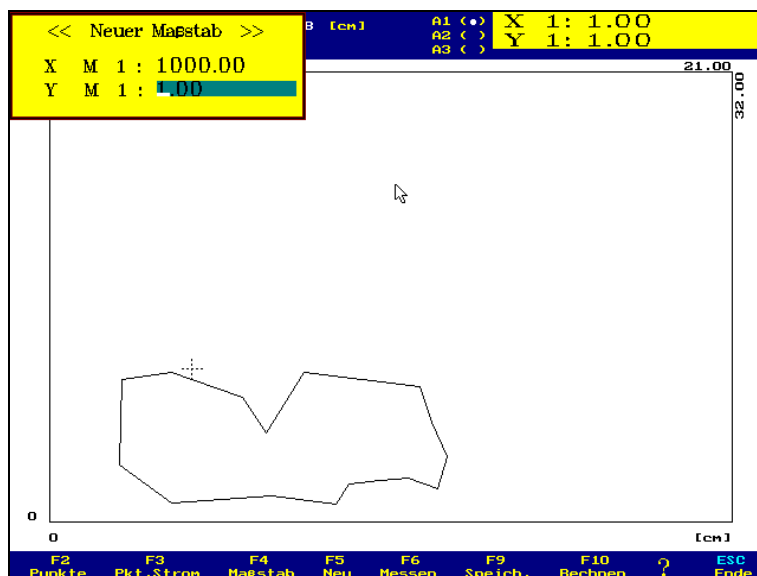 << Neuer Maßstab >>
X M 1 : 1000.00
Y M 1 : 1.00
B [cm]
A1 (•)
A2 ( )
A3 ( )
X 1: 1.00
Y 1: 1.00
21.00
32.00
0
0
[cm]
F2 F3 F4 F5 F6 F9 F10 ? ESC
Punkte Pkt.Strom Maßstab Neu Messen Speich. Rechnen Ende